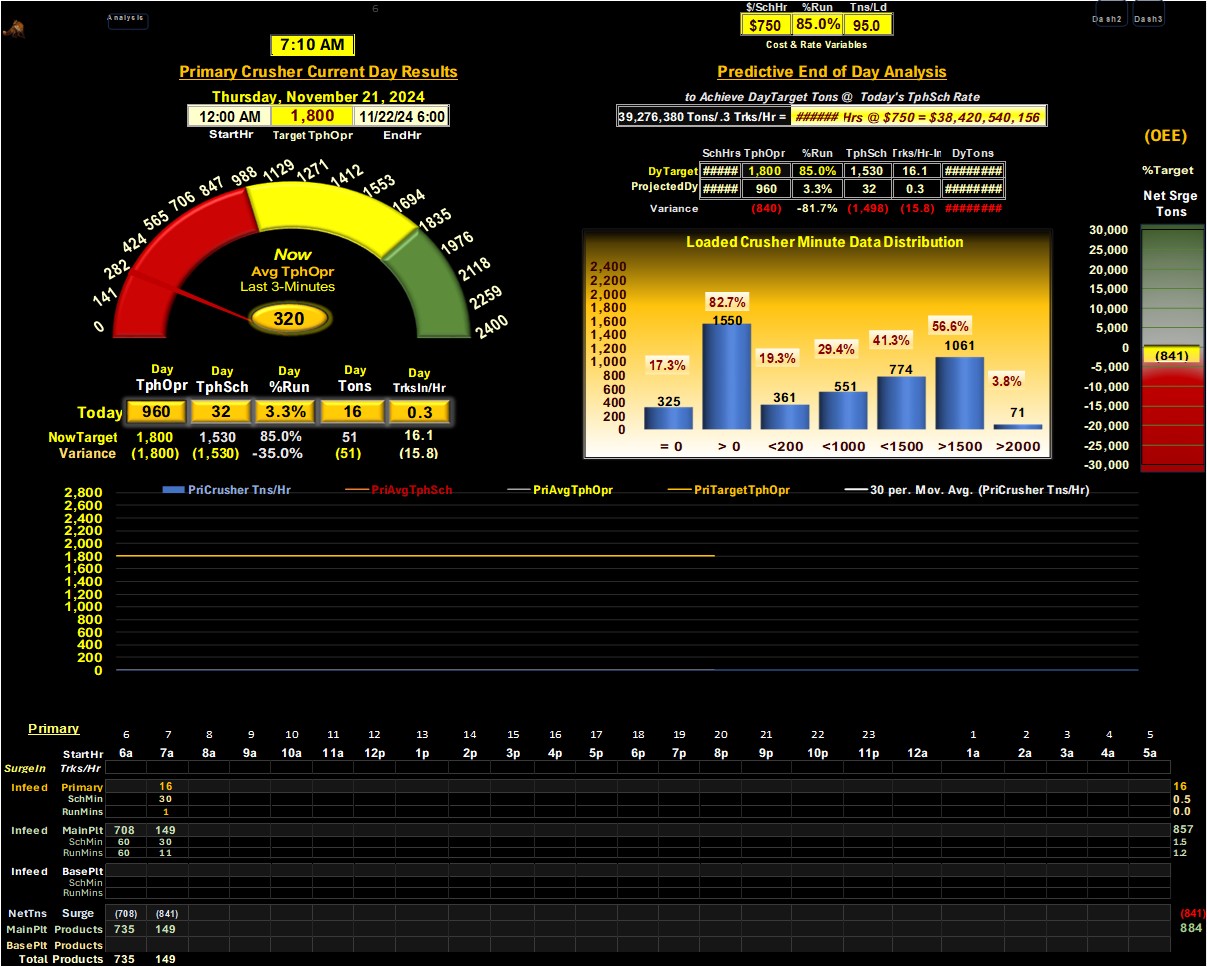 6
Analysis
$/SchHr %Run Tns/Ld
$750 85.0% 95.0
Cost & Rate Variables
Dash2 Dash3
7:10 AM
Primary Crusher Current Day Results
Thursday, November 21, 2024
12:00 AM 1,800 11/22/24 6:00
StartHr Target TphOpr EndHr
Predictive End of Day Analysis
to Achieve DayTarget Tons @ Today's TphSch Rate
39,276,380 Tons/.3 Trks/Hr = ###### Hrs @ $750 = $38,420,540,156
SchHrs TphOpr %Run TphSch Trks/Hr-In DyTons
DyTarget ##### 1,800 85.0% 1,530 16.1 ########
ProjectedDy ##### 960 3.3% 32 0.3 ########
Variance (840) -81.7% (1,498) (15.8) ########
(OEE)
%Target
Net Srge
Tons
30,000
25,000
20,000
15,000
10,000
5,000
0
(841)
-5,000
-10,000
-15,000
-20,000
-25,000
-30,000
0 141 282 424 565 706 847 988 1129 1271 1412 1553 1694 1835 1976 2118 2259 2400
Now
Avg TphOpr
Last 3-Minutes
320
Day Day Day Day Day
TphOpr TphSch %Run Tons TrksIn/Hr
Today 960 32 3.3% 16 0.3
NowTarget 1,800 1,530 85.0% 51 16.1
Variance (1,800) (1,530) -35.0% (51) (15.8)
Loaded Crusher Minute Data Distribution
2,400
2,200
2,000
1,800
1,600
1,400
1,200
1,000
800
600
400
200
0
17.3% 82.7% 19.3% 29.4% 41.3% 56.6% 3.8%
325 1550 361 551 774 1061 71
= 0 > 0 <200 <1000 <1500 >1500 >2000
PriCrusher Tns/Hr PriAvgTphSch PriAvgTphOpr PriTargetTphOpr 30 per. Mov. Avg. (PriCrusher Tns/Hr)
2,800
2,600
2,400
2,200
2,000
1,800
1,600
1,400
1,200
1,000
800
600
400
200
0
Primary 6 7 8 9 10 11 12 13 14 15 16 17 18 19 20 21 22 23 1 2 3 4 5
StartHr 6a 7a 8a 9a 10a 11a 12p 1p 2p 3p 4p 5p 6p 7p 8p 9p 10p 11p 12a 1a 2a 3a 4a 5a
SurgeIn Trks/Hr
Infeed Primary 16 16
SchMin 30 0.5
RunMins 1 0.0
Infeed MainPlt 708 149 857
SchMin 60 30 1.5
RunMins 60 11 1.2
Infeed BasePlt
SchMin
RunMins
NetTns Surge (708) (841) (841)
MainPlt Products 735 149 884
BasePlt Products
Total Products 735 149